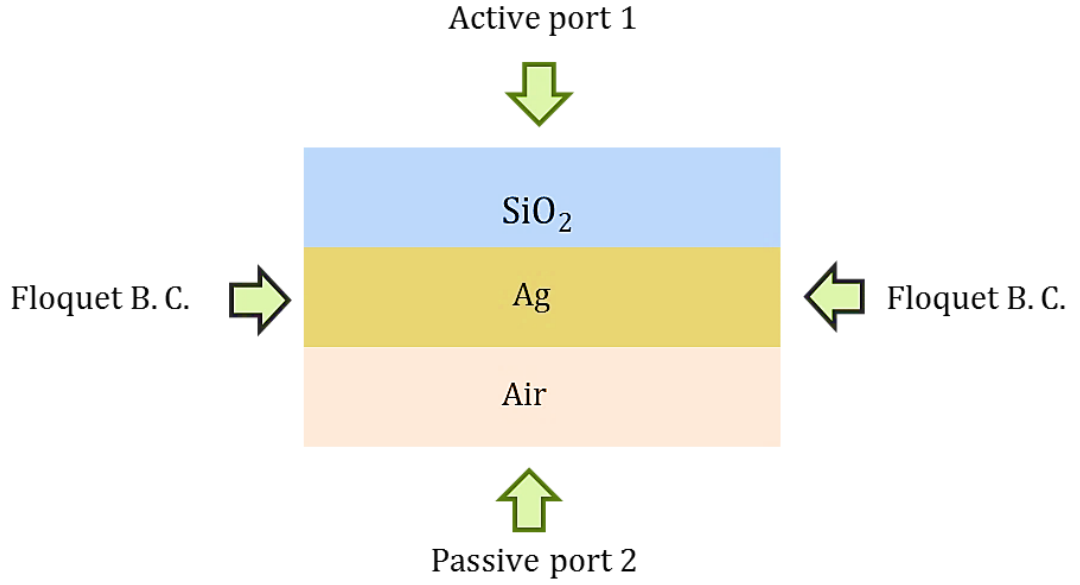 Active port 1
SiO₂
Floquet B. C.
Ag
Floquet B. C.
Air
Passive port 2